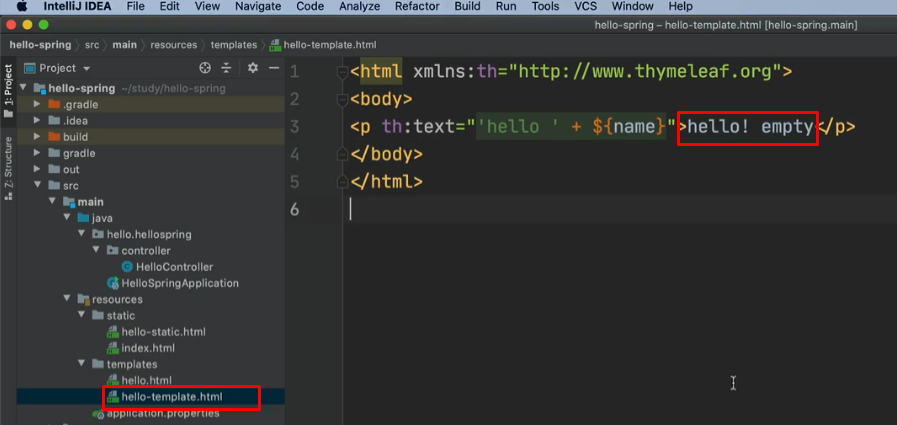 IntelliJ IDEA File Edit View Navigate Code Analyze Refactor Build Run Tools VCS Window Help
hello-spring – hello-template.html [hello-spring.main]
hello-spring src main resources templates hello-template.html
1: Project
Z: Structure
Project
hello-spring ~/study/hello-spring
.gradle
.idea
build
gradle
out
src
main
java
hello.hellospring
controller
HelloController
HelloSpringApplication
resources
static
hello-static.html
index.html
templates
hello.html
hello-template.html
application.properties
1 <html xmlns:th="http://www.thymeleaf.org">
2 <body>
3 <p th:text="'hello ' + ${name}">hello! empty</p>
4 </body>
5 </html>
6